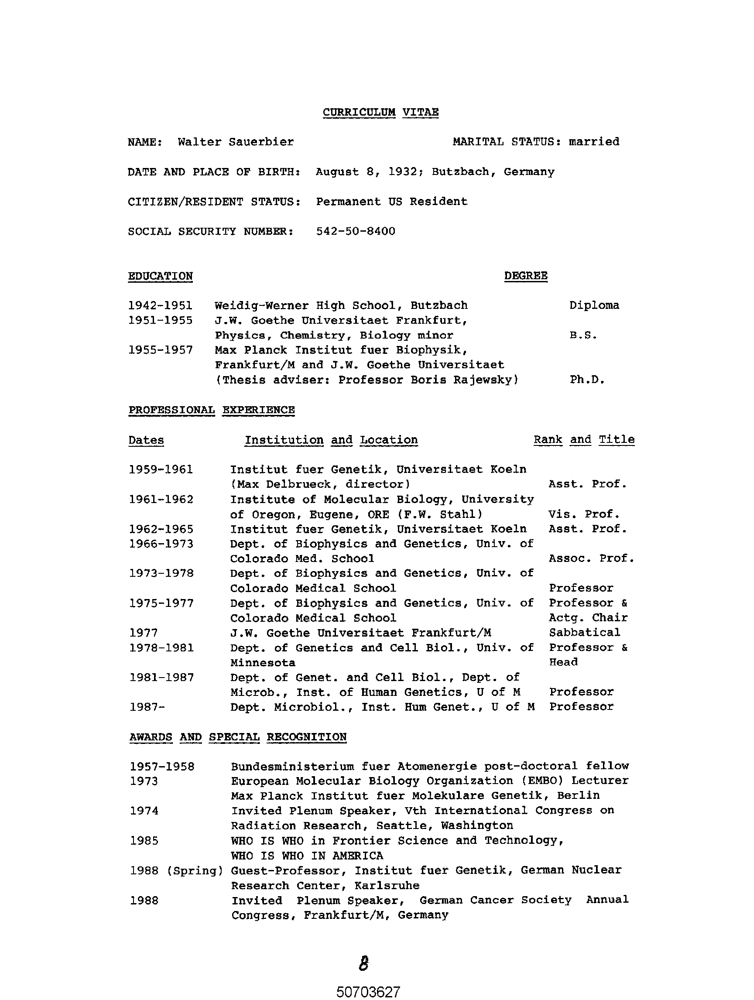 CURRICULUM VITAE
NAME: Walter Sauerbier MARITAL STATUS: married
DATE AND PLACE OF BIRTH: August 8, 1932; Butzbach, Germany
CITIZEN/RESIDENT STATUS: Permanent US Resident
SOCIAL SECURITY NUMBER: 542-50-8400
EDUCATION DEGREE
1942-1951 Weidig-Werner High School, Butzbach Diploma
1951-1955 J.W. Goethe Universitaet Frankfurt,
Physics, Chemistry, Biology minor B.S.
1955-1957 Max Planck Institut fuer Biophysik,
Frankfurt/M and J.W. Goethe Universitaet
(Thesis adviser: Professor Boris Rajewsky) Ph.D.
PROFESSIONAL EXPERIENCE
Dates Institution and Location Rank and Title
1959-1961 Institut fuer Genetik, Universitaet Koeln
(Max Delbrueck, director) Asst. Prof.
1961-1962 Institute of Molecular Biology, University
of Oregon, Eugene, ORE (F.W. Stahl) Vis. Prof.
1962-1965 Institut fuer Genetik, Universitaet Koeln Asst. Prof.
1966-1973 Dept. of Biophysics and Genetics, Univ. of
Colorado Med. School Assoc. Prof.
1973-1978 Dept. of Biophysics and Genetics, Univ. of
Colorado Medical School Professor
1975-1977 Dept. of Biophysics and Genetics, Univ. of Professor &
Colorado Medical School Actg. Chair
1977 J.W. Goethe Universitaet Frankfurt/M Sabbatical
1978-1981 Dept. of Genetics and Cell Biol., Univ. of Professor &
Minnesota Head
1981-1987 Dept. of Genet. and Cell Biol., Dept. of
Microb., Inst. of Human Genetics, U of M Professor
1987- Dept. Microbiol., Inst. Hum Genet., U of M Professor
AWARDS AND SPECIAL RECOGNITION
1957-1958 Bundesministerium fuer Atomenergie post-doctoral fellow
1973 European Molecular Biology Organization (EMBO) Lecturer
Max Planck Institut fuer Molekulare Genetik, Berlin
1974 Invited Plenum Speaker, Vth International Congress on
Radiation Research, Seattle, Washington
1985 WHO IS WHO in Frontier Science and Technology,
WHO IS WHO IN AMERICA
1988 (Spring) Guest-Professor, Institut fuer Genetik, German Nuclear
Research Center, Karlsruhe
1988 Invited Plenum Speaker, German Cancer Society Annual
Congress, Frankfurt/M, Germany
8
50703627